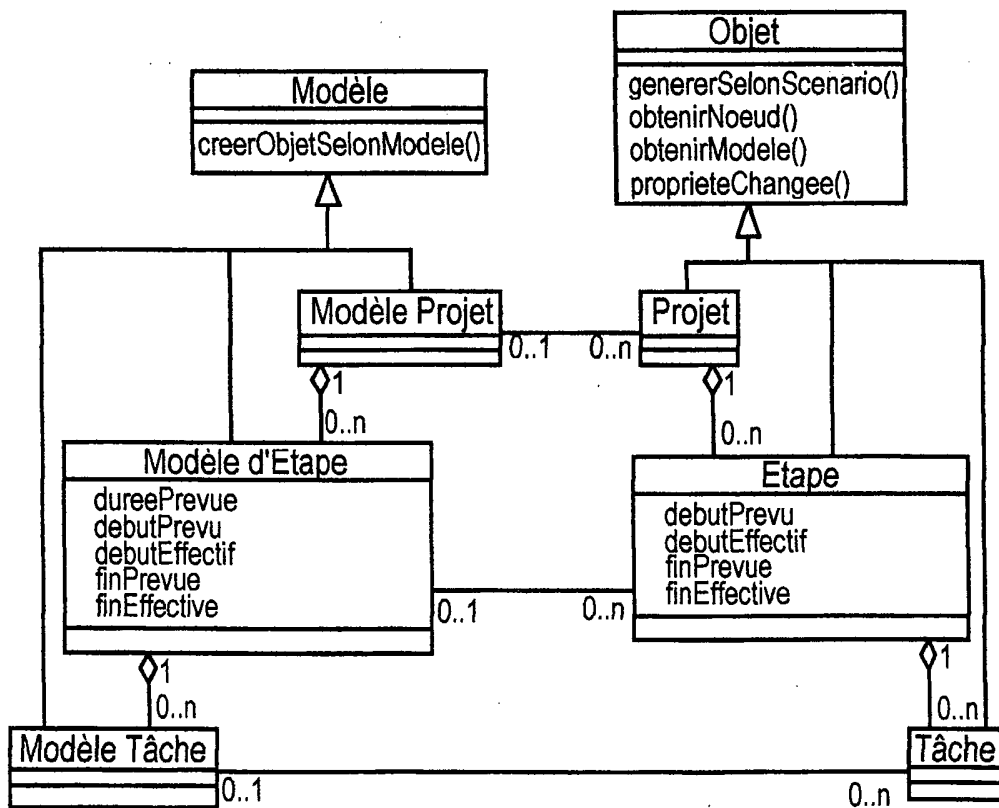 Objet
genererSelonScenario()
obtenirNoeud()
obtenirModele()
proprieteChangee()
Modèle
creerObjetSelonModele()
Modèle Projet
Projet
0..1
0..n
1
0..n
1
0..n
Modèle d'Etape
dureePrevue
debutPrevu
debutEffectif
finPrevue
finEffective
Etape
debutPrevu
debutEffectif
finPrevue
finEffective
0..1
0..n
1
0..n
1
0..n
Modèle Tâche
Tâche
0..1
0..n